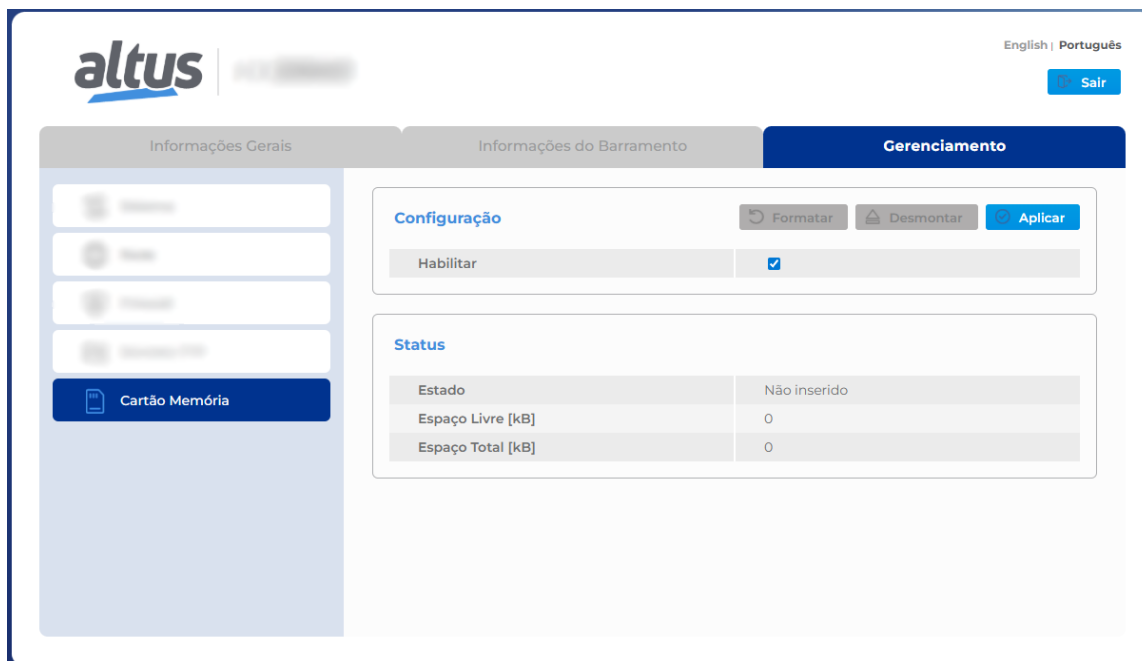 English | Português
altus
Sair
Informações Gerais
Informações do Barramento
Gerenciamento
Configuração
Formatar
Desmontar
Aplicar
Habilitar
Status
Estado Não inserido
Espaço Livre [kB] 0
Espaço Total [kB] 0
Cartão Memória